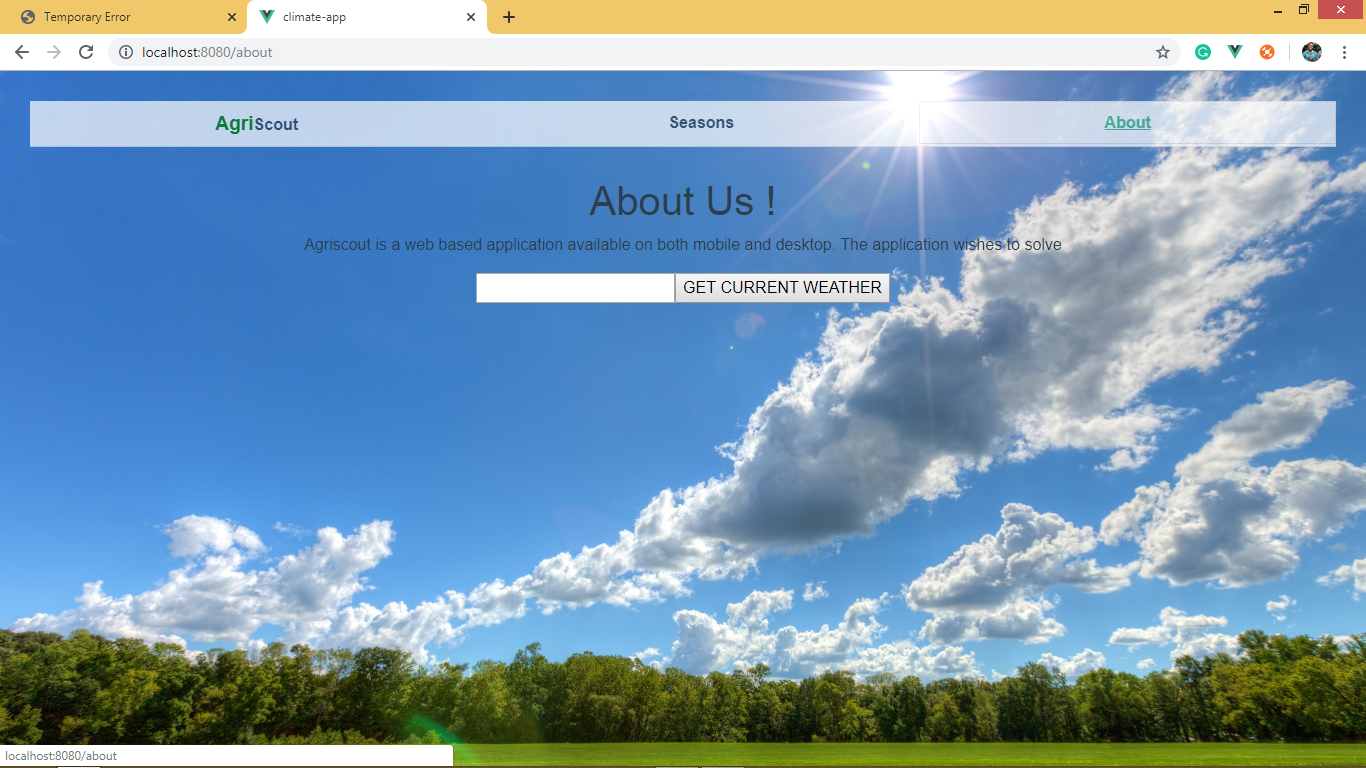 Temporary Error
climate-app
localhost:8080/about
AgriScout Seasons About
About Us !
Agriscout is a web based application available on both mobile and desktop. The application wishes to solve
GET CURRENT WEATHER
localhost:8080/about